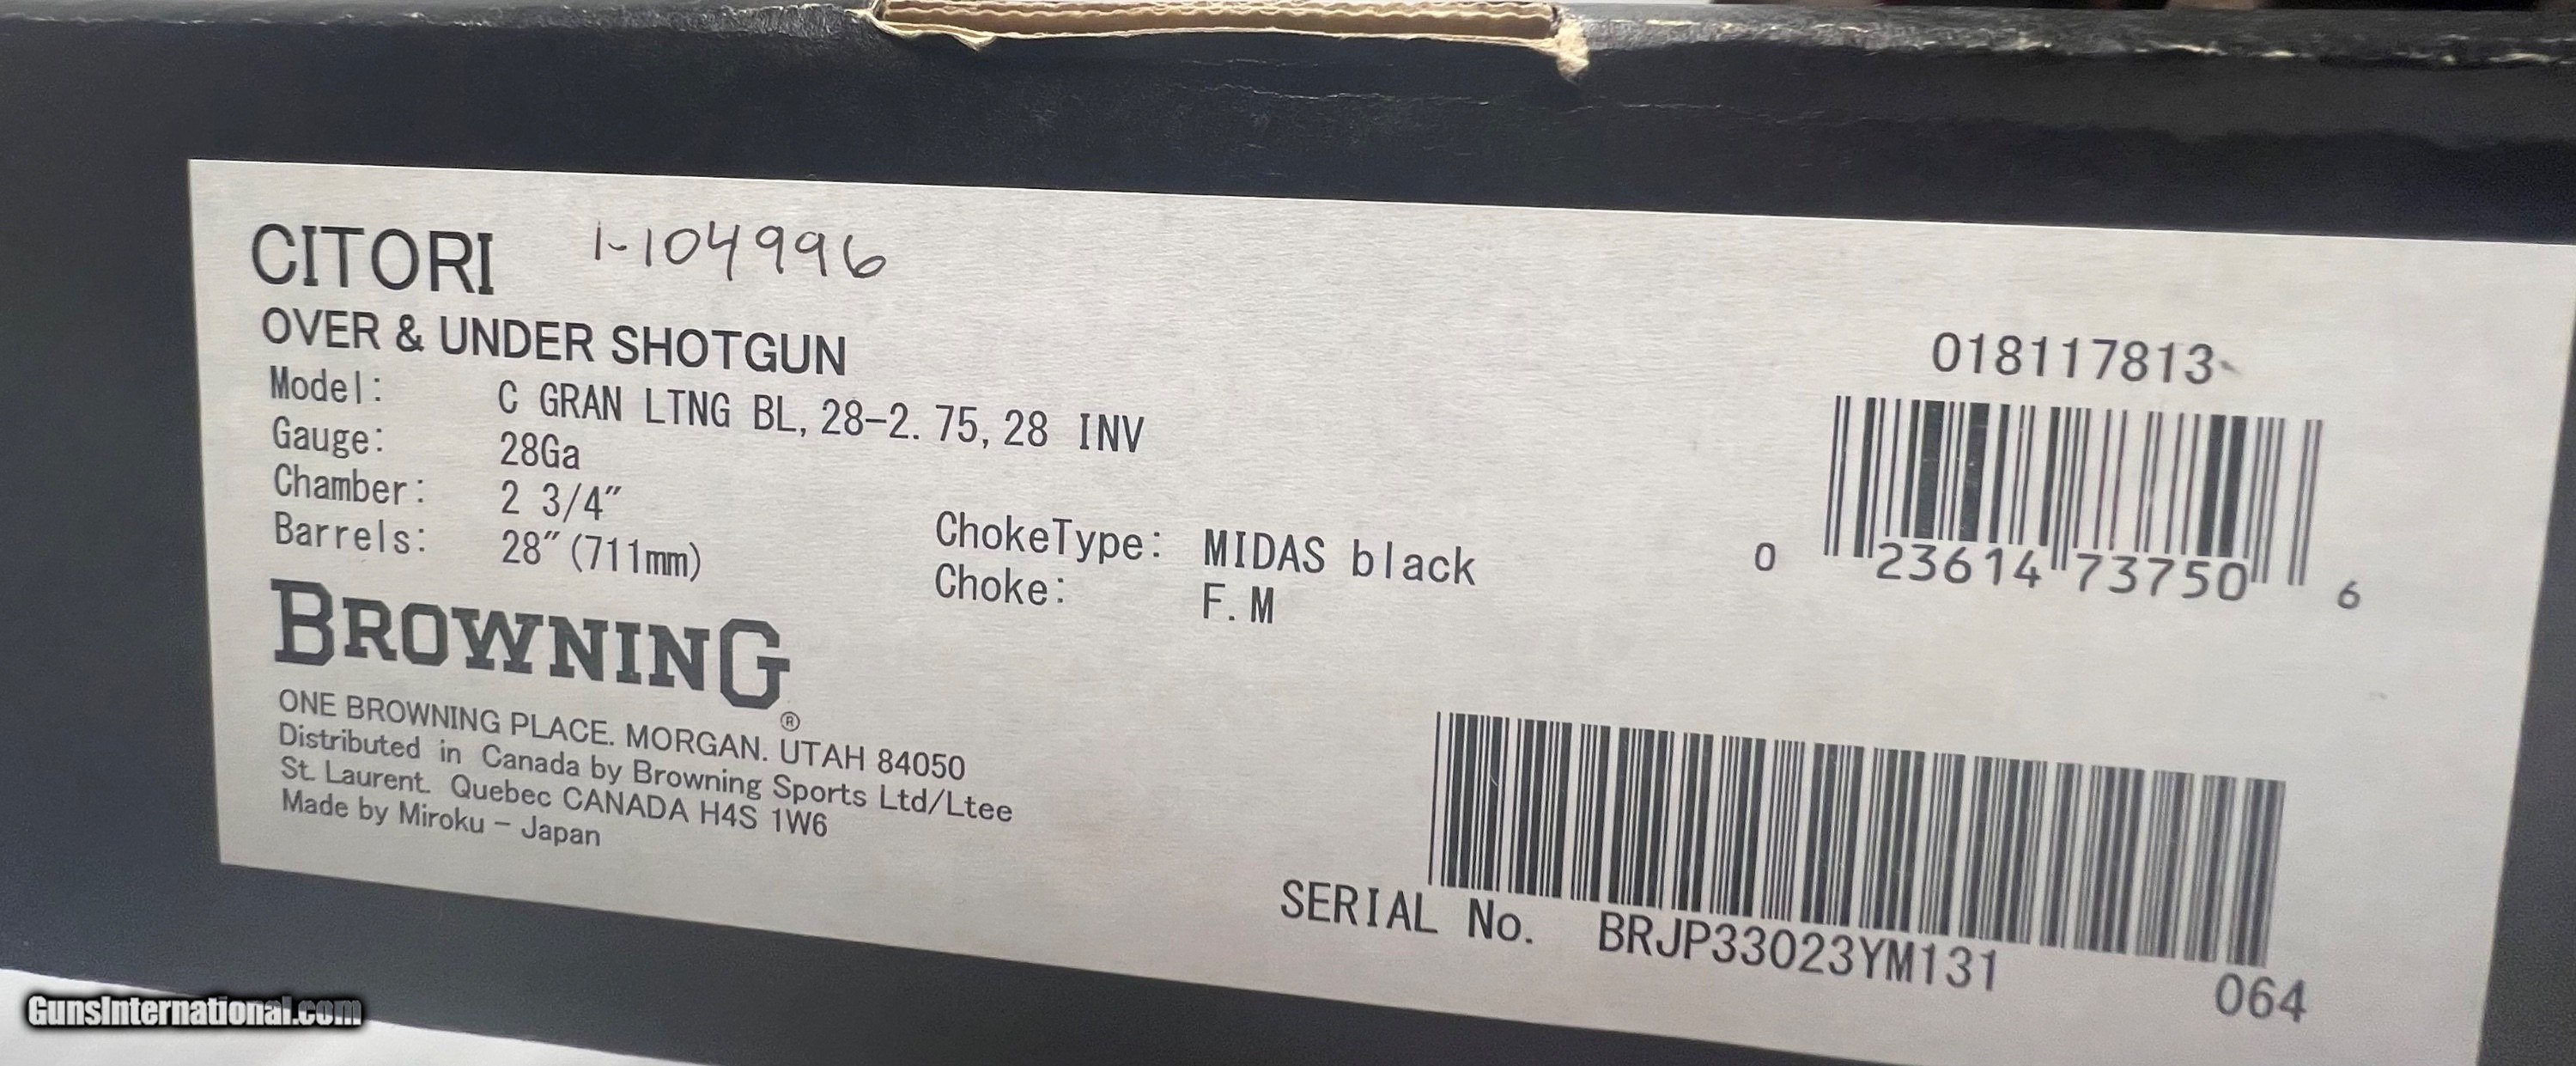 CITORI 1-104996
OVER & UNDER SHOTGUN
Model: C GRAN LTNG BL, 28-2. 75, 28 INV
Gauge: 28Ga
Chamber: 2 3/4"
Barrels: 28"(711mm)
ChokeType: MIDAS black
Choke: F. M
BROWNING®
ONE BROWNING PLACE. MORGAN. UTAH 84050
Distributed in Canada by Browning Sports Ltd/Ltee
St. Laurent. Quebec CANADA H4S 1W6
Made by Miroku - Japan
018117813
0 23614 73750 6
SERIAL No. BRJP33023YM131
064
GunsInternational.com